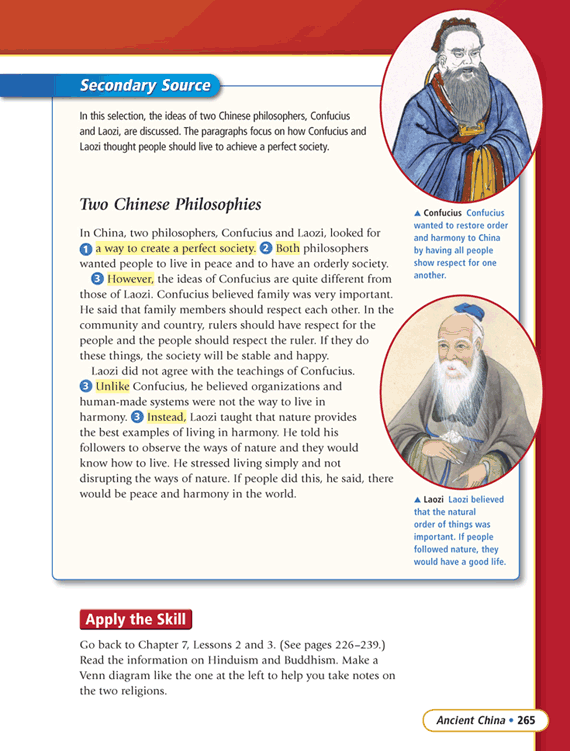 Secondary Source
In this selection, the ideas of two Chinese philosophers, Confucius
and Laozi, are discussed. The paragraphs focus on how Confucius and
Laozi thought people should live to achieve a perfect society.
Two Chinese Philosophies
In China, two philosophers, Confucius and Laozi, looked for
1 a way to create a perfect society. 2 Both philosophers
wanted people to live in peace and to have an orderly society.
3 However, the ideas of Confucius are quite different from
those of Laozi. Confucius believed family was very important.
He said that family members should respect each other. In the
community and country, rulers should have respect for the
people and the people should respect the ruler. If they do
these things, the society will be stable and happy.
Laozi did not agree with the teachings of Confucius.
3 Unlike Confucius, he believed organizations and
human-made systems were not the way to live in
harmony. 3 Instead, Laozi taught that nature provides
the best examples of living in harmony. He told his
followers to observe the ways of nature and they would
know how to live. He stressed living simply and not
disrupting the ways of nature. If people did this, he said, there
would be peace and harmony in the world.
▲ Confucius Confucius
wanted to restore order
and harmony to China
by having all people
show respect for one
another.
▲ Laozi Laozi believed
that the natural
order of things was
important. If people
followed nature, they
would have a good life.
Apply the Skill
Go back to Chapter 7, Lessons 2 and 3. (See pages 226–239.)
Read the information on Hinduism and Buddhism. Make a
Venn diagram like the one at the left to help you take notes on
the two religions.
Ancient China • 265